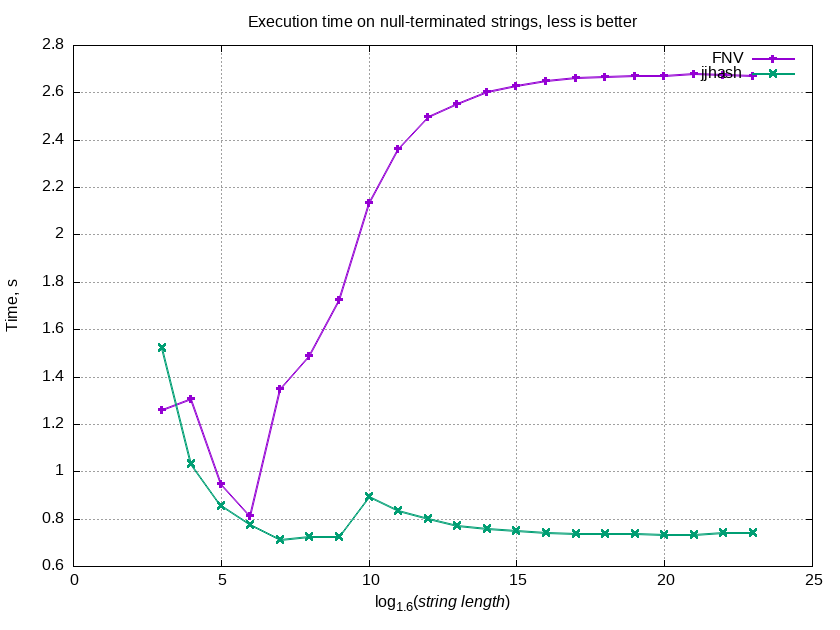 Execution time on null-terminated strings, less is better
2.8
2.6
2.4
2.2
2
1.8
1.6
1.4
1.2
1
0.8
0.6
Time, s
FNV
jjhash
0 5 10 15 20 25
log1.6(string length)